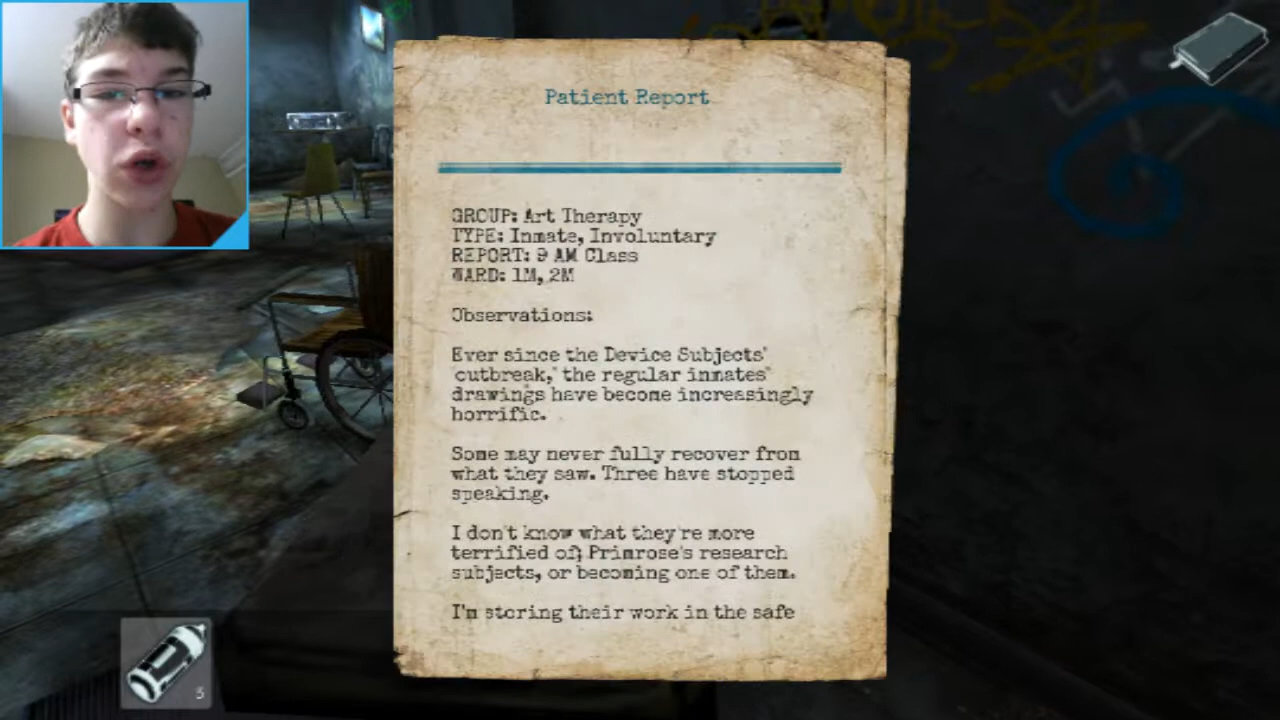 Patient Report
GROUP: Art Therapy
TYPE: Inmate, Involuntary
REPORT: 9 AM Class
WARD: 1M, 2M
Observations:
Ever since the Device Subjects'
'outbreak,' the regular inmates'
drawings have become increasingly
horrific.
Some may never fully recover from
what they saw. Three have stopped
speaking.
I don't know what they're more
terrified of; Primrose's research
subjects, or becoming one of them.
I'm storing their work in the safe
3